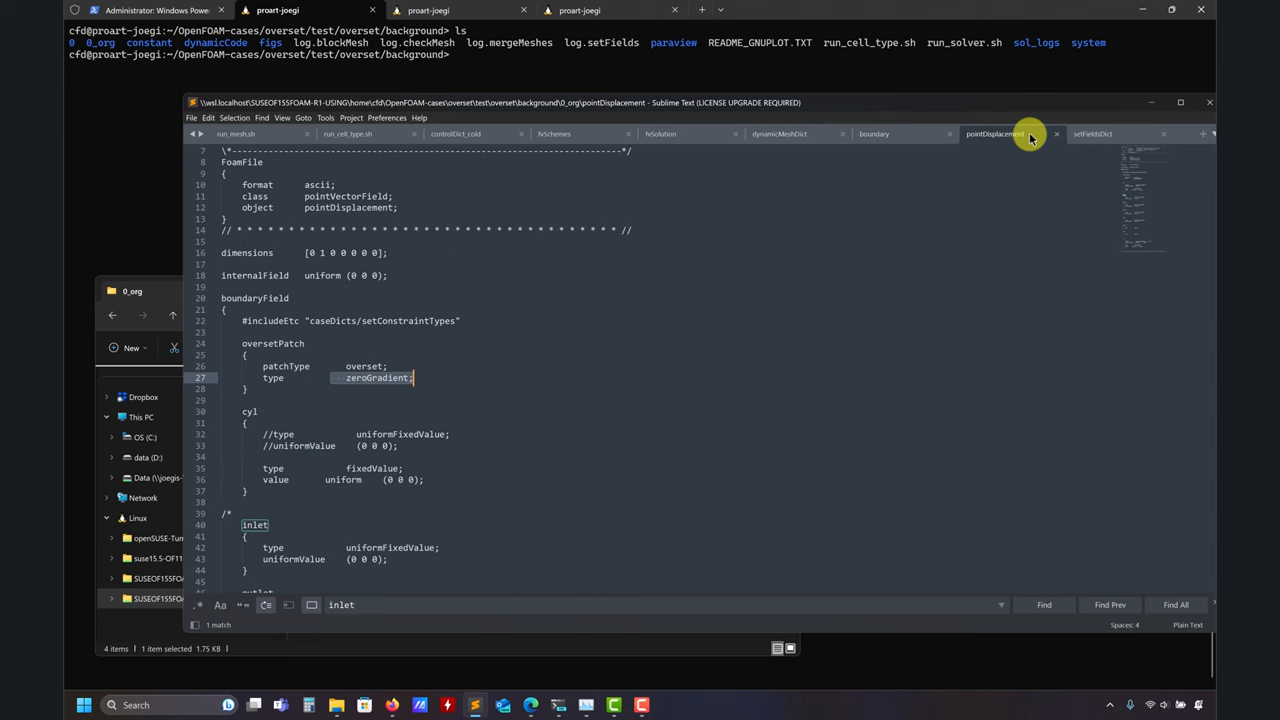 Administrator: Windows Powe
proart-joegi
proart-joegi
proart-joegi
cfd@proart-joegi:~/OpenFOAM-cases/overset/test/overset/background> ls
0 0_org constant dynamicCode figs log.blockMesh log.checkMesh log.mergeMeshes log.setFields paraview README_GNUPLOT.TXT run_cell_type.sh run_solver.sh sol_logs system
cfd@proart-joegi:~/OpenFOAM-cases/overset/test/overset/background>
\\wsl.localhost\SUSEOF155FOAM-R1-USING\home\cfd\OpenFOAM-cases\overset\test\overset\background\0_org\pointDisplacement - Sublime Text (LICENSE UPGRADE REQUIRED)
File Edit Selection Find View Goto Tools Project Preferences Help
run_mesh.sh run_cell_type.sh controlDict_cold fvSchemes fvSolution dynamicMeshDict boundary pointDisplacement setFieldsDict
7 \*---------------------------------------------------------------------------*/
8 FoamFile
9 {
10 format ascii;
11 class pointVectorField;
12 object pointDisplacement;
13 }
14 // * * * * * * * * * * * * * * * * * * * * * * * * * * * * * * * * * * * * * //
15
16 dimensions [0 1 0 0 0 0 0];
17
18 internalField uniform (0 0 0);
19
20 boundaryField
21 {
22 #includeEtc "caseDicts/setConstraintTypes"
23
24 oversetPatch
25 {
26 patchType overset;
27 type zeroGradient;
28 }
29
30 cyl
31 {
32 //type uniformFixedValue;
33 //uniformValue (0 0 0);
34
35 type fixedValue;
36 value uniform (0 0 0);
37 }
38
39 /*
40 inlet
41 {
42 type uniformFixedValue;
43 uniformValue (0 0 0);
44 }
45
0_org
New
Dropbox
This PC
OS (C:)
data (D:)
Data (\\joegis-
Network
Linux
openSUSE-Tum
suse15.5-OF11
SUSEOF155FOA
SUSEOF155FOA
.* Aa inlet Find Find Prev Find All
1 match Spaces: 4 Plain Text
4 items 1 item selected 1.75 KB
Search